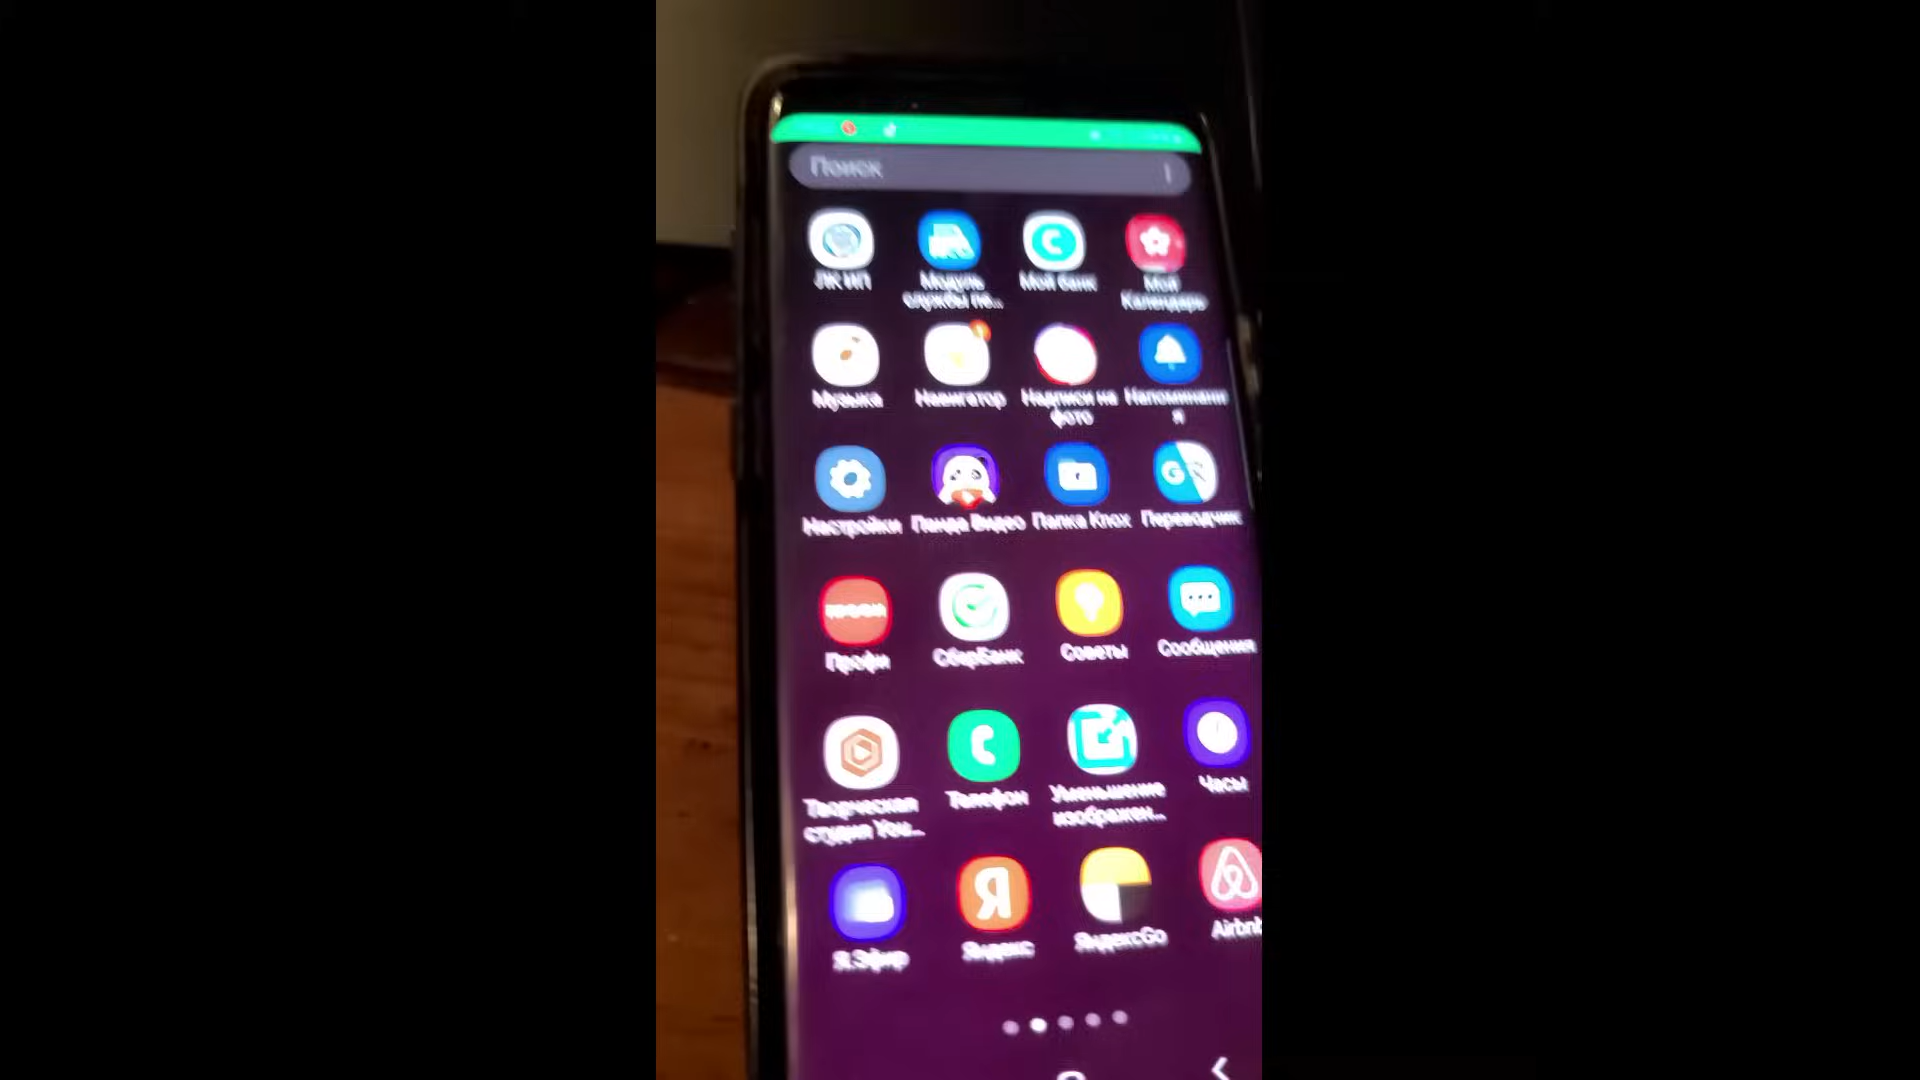 Поиск
ЛК ИП
Модуль
службы пе...
Мой банк
Мой
Календарь
Музыка
Навигатор
Надписи на
фото
Напоминани
я
Настройки
Панда Видео
Папка Knox
Переводчик
Профи
СберБанк
Советы
Сообщения
Творческая
студия You...
Телефон
Уменьшение
изображен...
Часы
Я.Эфир
Я
Яндекс
ЯндексGo
Airbnb